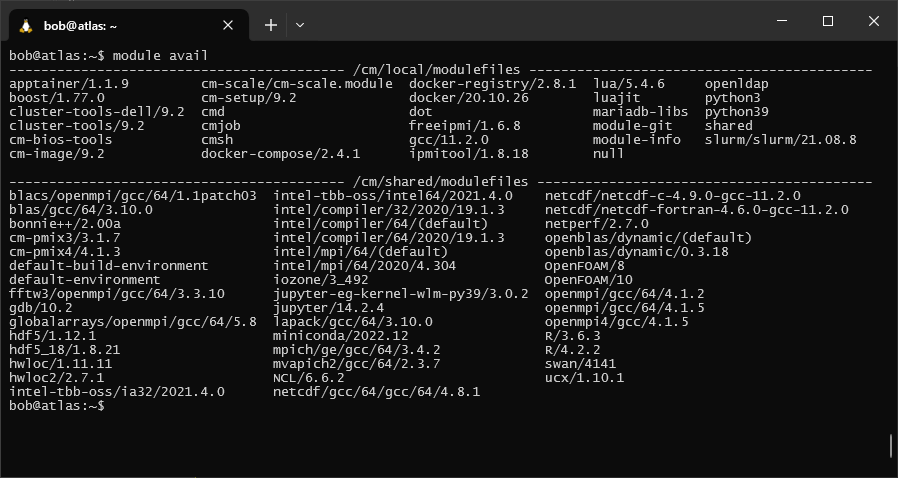 bob@atlas: ~
bob@atlas:~$ module avail
------------------------------------------ /cm/local/modulefiles -------------------------------------------
apptainer/1.1.9         cm-scale/cm-scale.module  docker-registry/2.8.1  lua/5.4.6     openldap
boost/1.77.0            cm-setup/9.2              docker/20.10.26        luajit        python3
cluster-tools-dell/9.2  cmd                       dot                    mariadb-libs  python39
cluster-tools/9.2       cmjob                     freeipmi/1.6.8         module-git    shared
cm-bios-tools           cmsh                      gcc/11.2.0             module-info   slurm/slurm/21.08.8
cm-image/9.2            docker-compose/2.4.1      ipmitool/1.8.18        null
------------------------------------------ /cm/shared/modulefiles ------------------------------------------
blacs/openmpi/gcc/64/1.1patch03  intel-tbb-oss/intel64/2021.4.0    netcdf/netcdf-c-4.9.0-gcc-11.2.0
blas/gcc/64/3.10.0               intel/compiler/32/2020/19.1.3     netcdf/netcdf-fortran-4.6.0-gcc-11.2.0
bonnie++/2.00a                   intel/compiler/64/(default)       netperf/2.7.0
cm-pmix3/3.1.7                   intel/compiler/64/2020/19.1.3     openblas/dynamic/(default)
cm-pmix4/4.1.3                   intel/mpi/64/(default)            openblas/dynamic/0.3.18
default-build-environment        intel/mpi/64/2020/4.304           OpenFOAM/8
default-environment              iozone/3_492                      OpenFOAM/10
fftw3/openmpi/gcc/64/3.3.10      jupyter-eg-kernel-wlm-py39/3.0.2  openmpi/gcc/64/4.1.2
gdb/10.2                         jupyter/14.2.4                    openmpi/gcc/64/4.1.5
globalarrays/openmpi/gcc/64/5.8  lapack/gcc/64/3.10.0              openmpi4/gcc/4.1.5
hdf5/1.12.1                      miniconda/2022.12                 R/3.6.3
hdf5_18/1.8.21                   mpich/ge/gcc/64/3.4.2             R/4.2.2
hwloc/1.11.11                    mvapich2/gcc/64/2.3.7             swan/4141
hwloc2/2.7.1                     NCL/6.6.2                         ucx/1.10.1
intel-tbb-oss/ia32/2021.4.0      netcdf/gcc/64/gcc/64/4.8.1
bob@atlas:~$